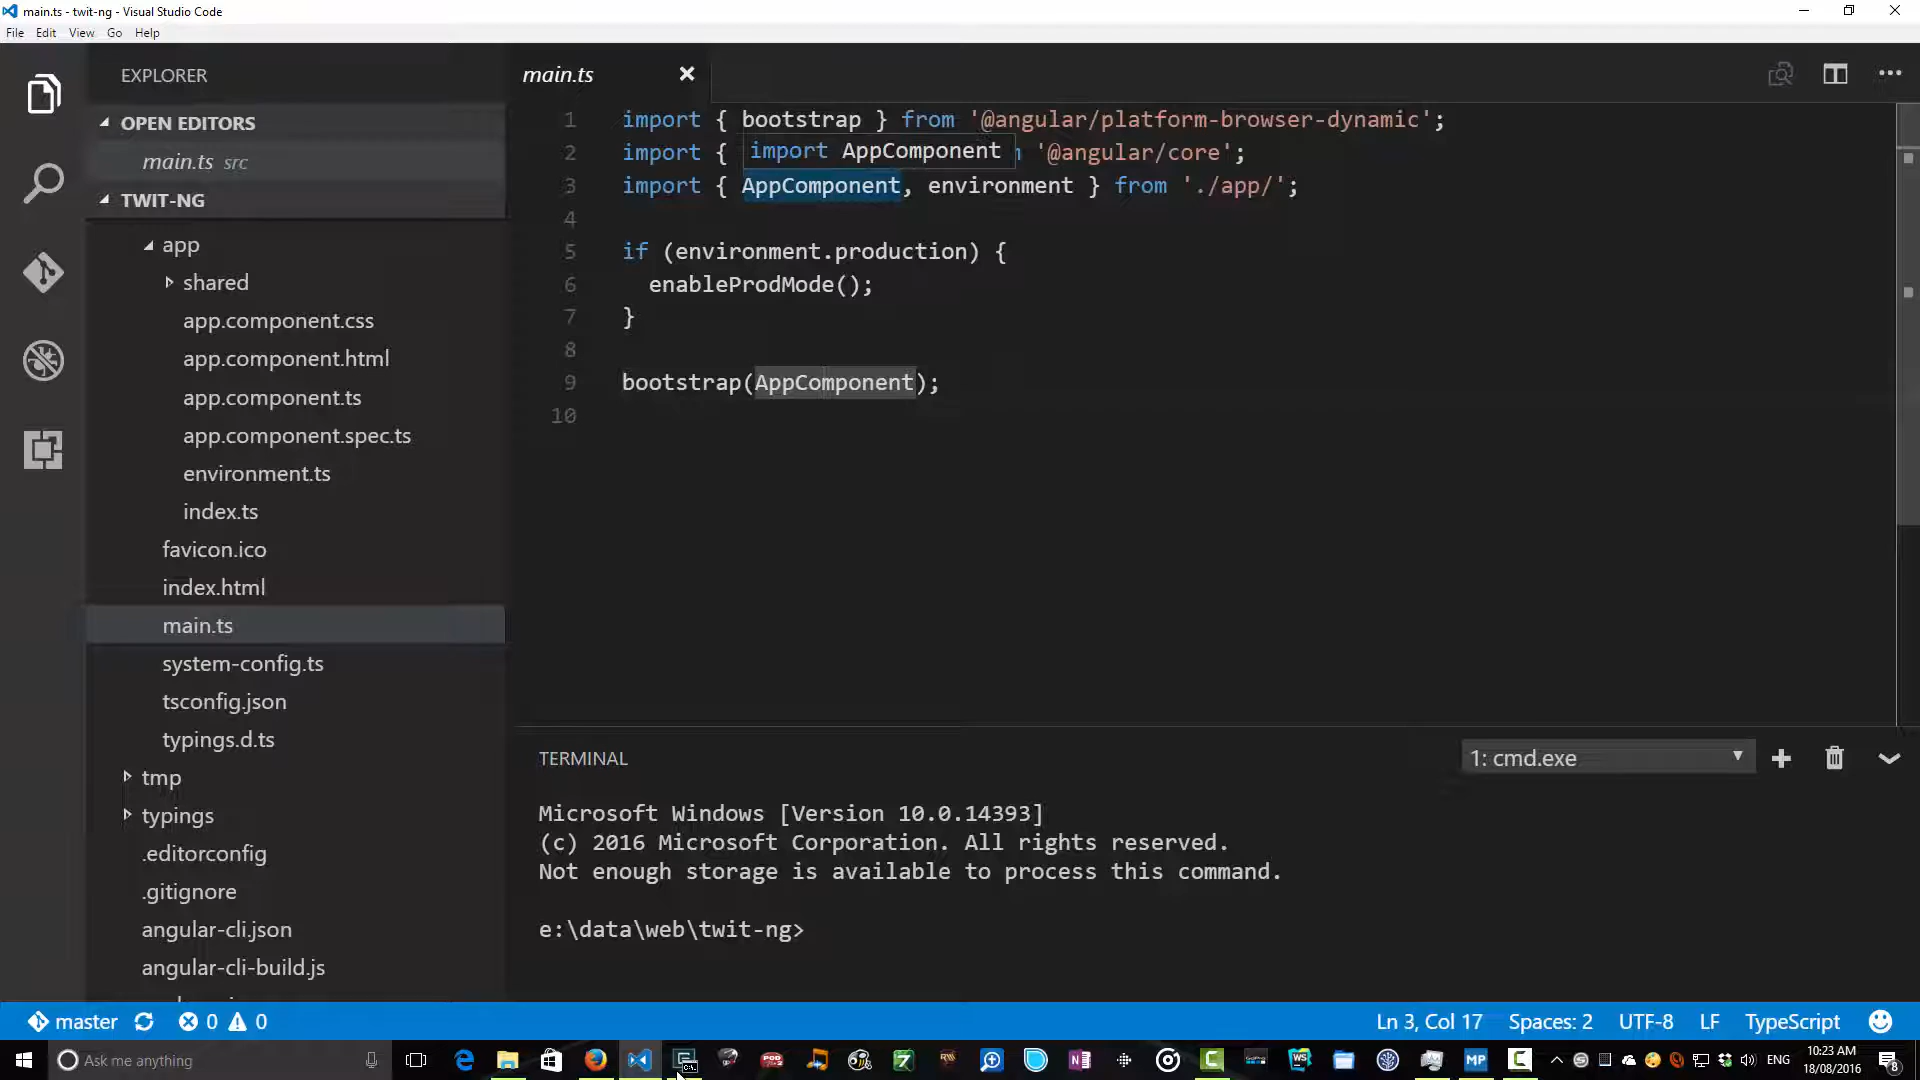 main.ts - twit-ng - Visual Studio Code
File Edit View Go Help
EXPLORER
OPEN EDITORS
main.ts src
TWIT-NG
app
shared
app.component.css
app.component.html
app.component.ts
app.component.spec.ts
environment.ts
index.ts
favicon.ico
index.html
main.ts
system-config.ts
tsconfig.json
typings.d.ts
tmp
typings
.editorconfig
.gitignore
angular-cli.json
angular-cli-build.js
main.ts
1 import { bootstrap } from '@angular/platform-browser-dynamic';
import AppComponent
2 import { '@angular/core';
3 import { AppComponent, environment } from './app/';
4
5 if (environment.production) {
6 enableProdMode();
7 }
8
9 bootstrap(AppComponent);
10
TERMINAL
1: cmd.exe
Microsoft Windows [Version 10.0.14393]
(c) 2016 Microsoft Corporation. All rights reserved.
Not enough storage is available to process this command.
e:\data\web\twit-ng>
master 0 0
Ln 3, Col 17 Spaces: 2 UTF-8 LF TypeScript
Ask me anything
ENG
10:23 AM
18/08/2016